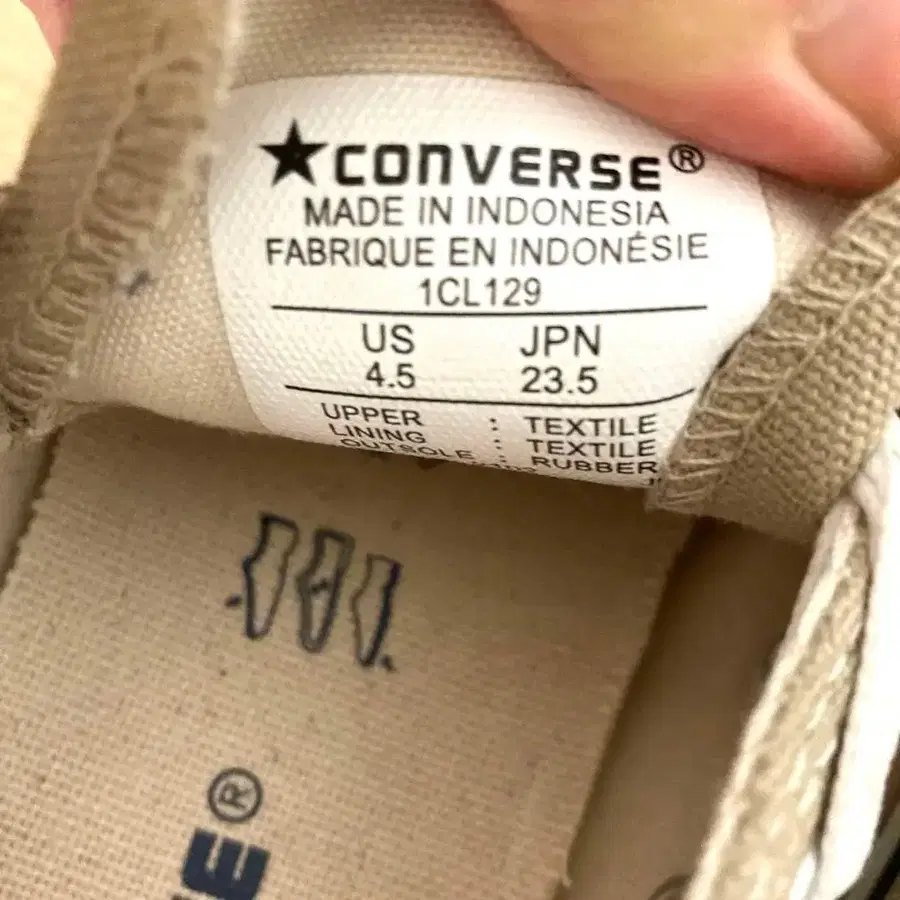 ★CONVERSE®
MADE IN INDONESIA
FABRIQUE EN INDONÉSIE
1CL129
US JPN
4.5 23.5
UPPER : TEXTILE
LINING : TEXTILE
OUTSOLE : RUBBER
E®